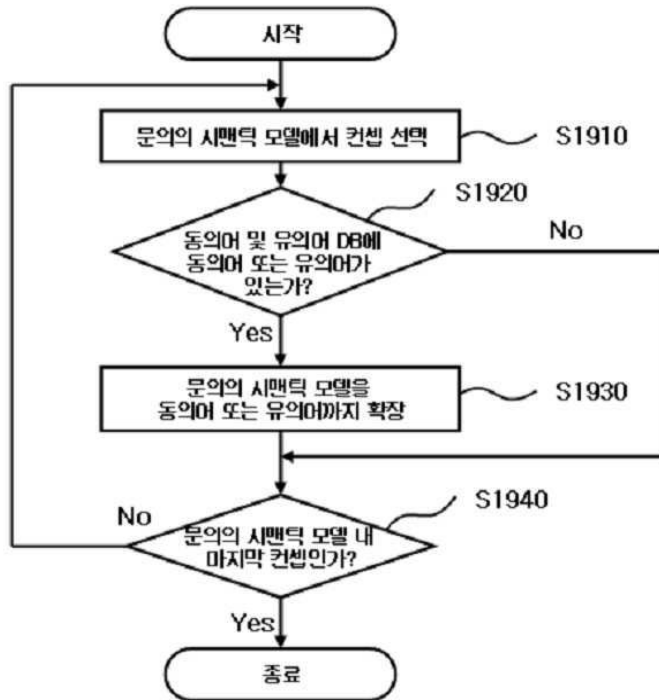 시작
문의의 시맨틱 모델에서 컨셉 선택
S1910
S1920
동의어 및 유의어 DB에
동의어 또는 유의어가
있는가?
No
Yes
문의의 시맨틱 모델을
동의어 또는 유의어까지 확장
S1930
S1940
No
문의의 시맨틱 모델 내
마지막 컨셉인가?
Yes
종료